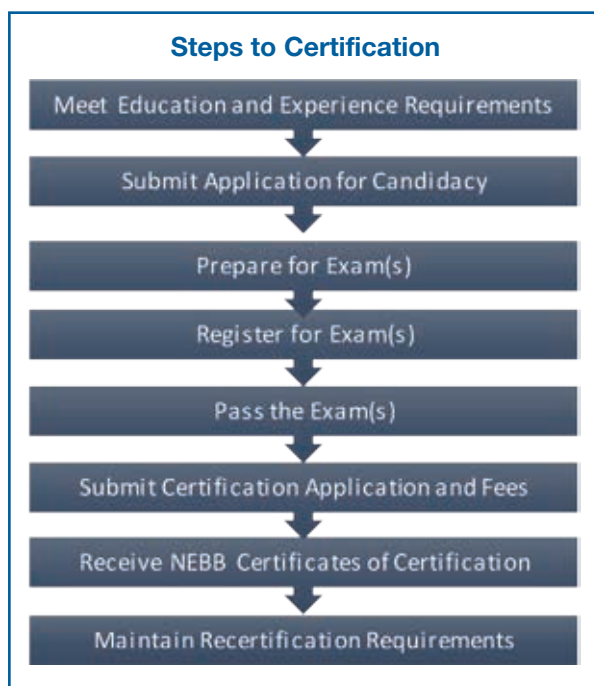 Steps to Certification
Meet Education and Experience Requirements
Submit Application for Candidacy
Prepare for Exam(s)
Register for Exam(s)
Pass the Exam(s)
Submit Certification Application and Fees
Receive NEBB Certificates of Certification
Maintain Recertification Requirements